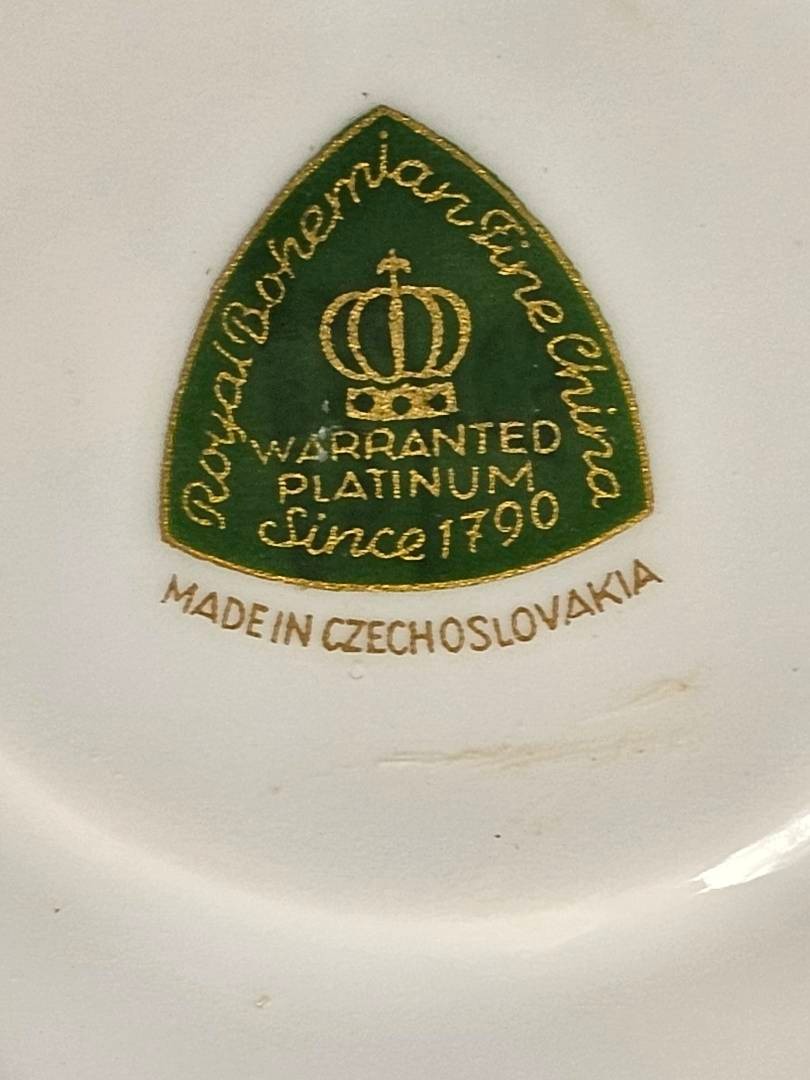 Royal Bohemian Fine China
WARRANTED
PLATINUM
Since 1790
MADE IN CZECHOSLOVAKIA